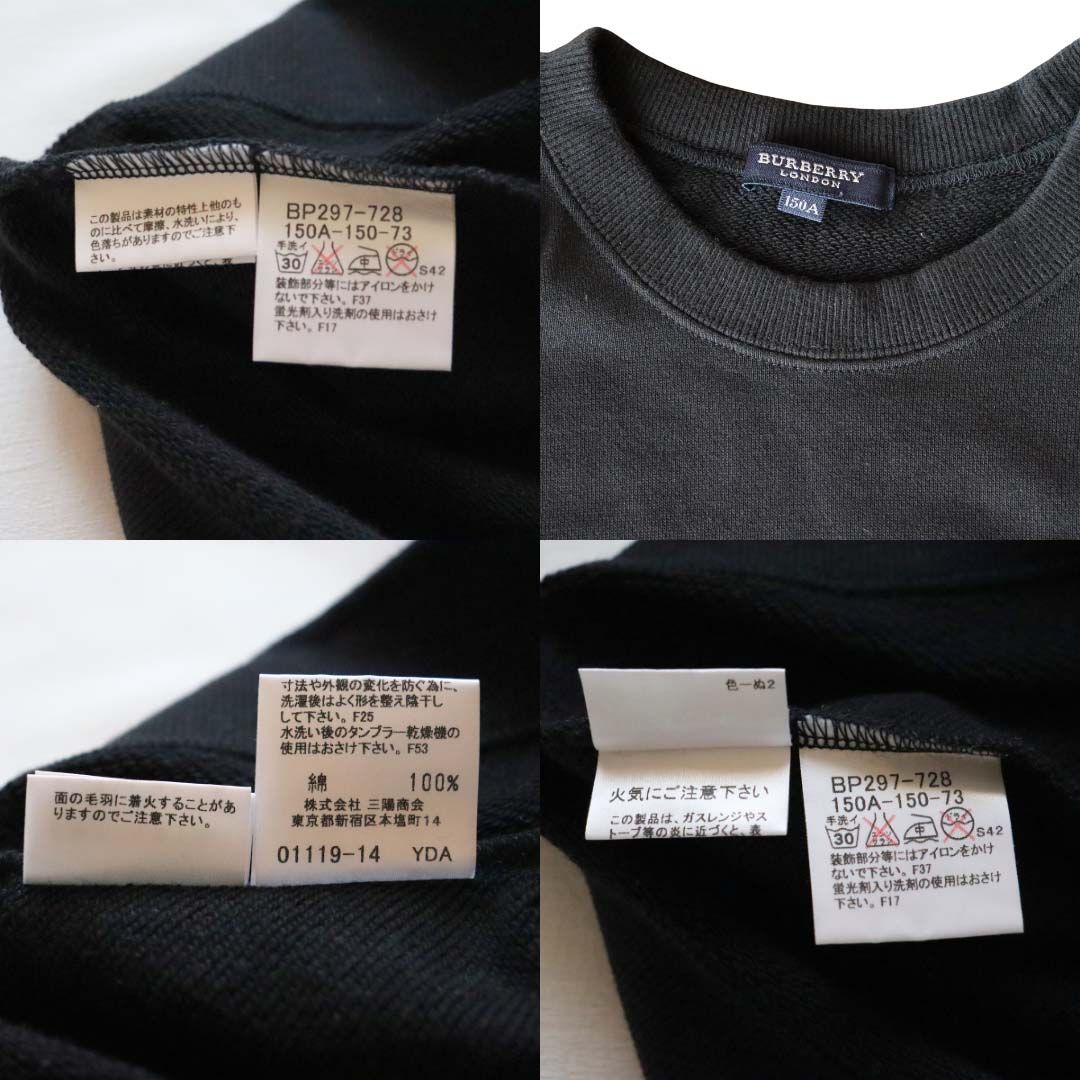 この製品は素材の特性上他のも
のに比べて摩擦、水洗いにより、
色落ちがありますのでご注意下
さい。
BP297-728
150A-150-73
手洗イ
30
中
ドライ
S42
装飾部分等にはアイロンをかけ
ないで下さい。F37
蛍光剤入り洗剤の使用はおさけ
下さい。F17
BURBERRY
LONDON
150A
面の毛羽に着火することがあ
りますのでご注意下さい。
寸法や外観の変化を防ぐ為に、
洗濯後はよく形を整え陰干し
して下さい。F25
水洗い後のタンブラー乾燥機の
使用はおさけ下さい。F53
綿 100%
株式会社 三陽商会
東京都新宿区本塩町14
01119-14 YDA
色ーぬ2
火気にご注意下さい
この製品は、ガスレンジやス
トーブ等の炎に近づくと、表
BP297-728
150A-150-73
手洗イ
30
中
ドライ
S42
装飾部分等にはアイロンをかけ
ないで下さい。F37
蛍光剤入り洗剤の使用はおさけ
下さい。F17